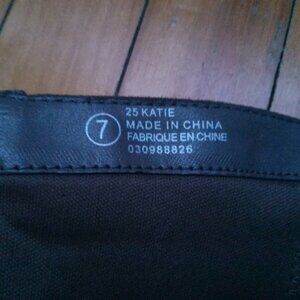 7
25 KATIE
MADE IN CHINA
FABRIQUE EN CHINE
030988826